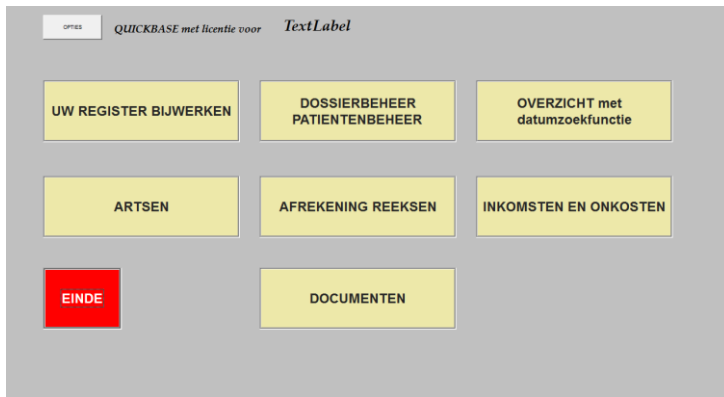 OPTIES
QUICKBASE met licentie voor TextLabel
UW REGISTER BIJWERKEN
DOSSIERBEHEER
PATIENTENBEHEER
OVERZICHT met
datumzoekfunctie
ARTSEN
AFREKENING REEKSEN
INKOMSTEN EN ONKOSTEN
EINDE
DOCUMENTEN